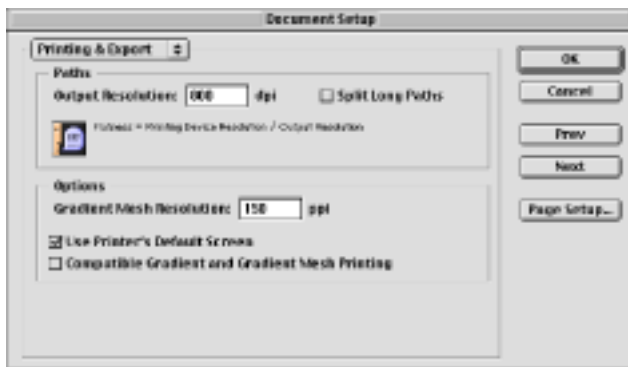 Document Setup
Printing & Export
Paths
Output Resolution: 800 dpi
Split Long Paths
Flatness = Printing Device Resolution / Output Resolution
Options
Gradient Mesh Resolution: 150 ppi
Use Printer's Default Screen
Compatible Gradient and Gradient Mesh Printing
OK
Cancel
Prev
Next
Page Setup...